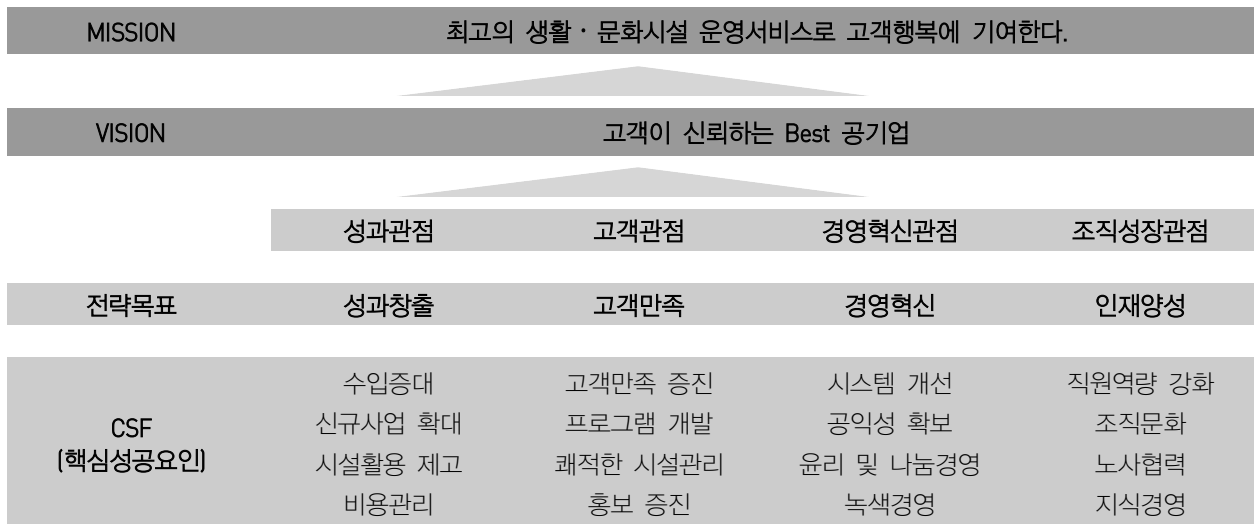 MISSION 최고의 생활·문화시설 운영서비스로 고객행복에 기여한다.
VISION 고객이 신뢰하는 Best 공기업
성과관점 고객관점 경영혁신관점 조직성장관점
전략목표 성과창출 고객만족 경영혁신 인재양성
수입증대 고객만족 증진 시스템 개선 직원역량 강화
CSF 신규사업 확대 프로그램 개발 공익성 확보 조직문화
(핵심성공요인) 시설활용 제고 쾌적한 시설관리 윤리 및 나눔경영 노사협력
비용관리 홍보 증진 녹색경영 지식경영